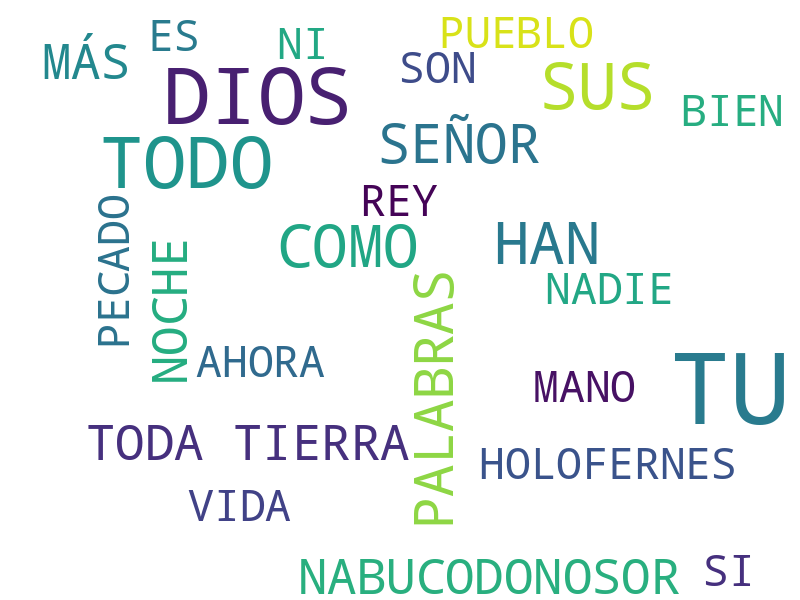 PUEBLO
ES
NI
MÁS
SON
DIOS
SUS
BIEN
SEÑOR
TODO
REY
PECADO
NOCHE
COMO
HAN
NADIE
PALABRAS
AHORA
MANO
TU
TODA TIERRA
HOLOFERNES
VIDA
NABUCODONOSOR
SI